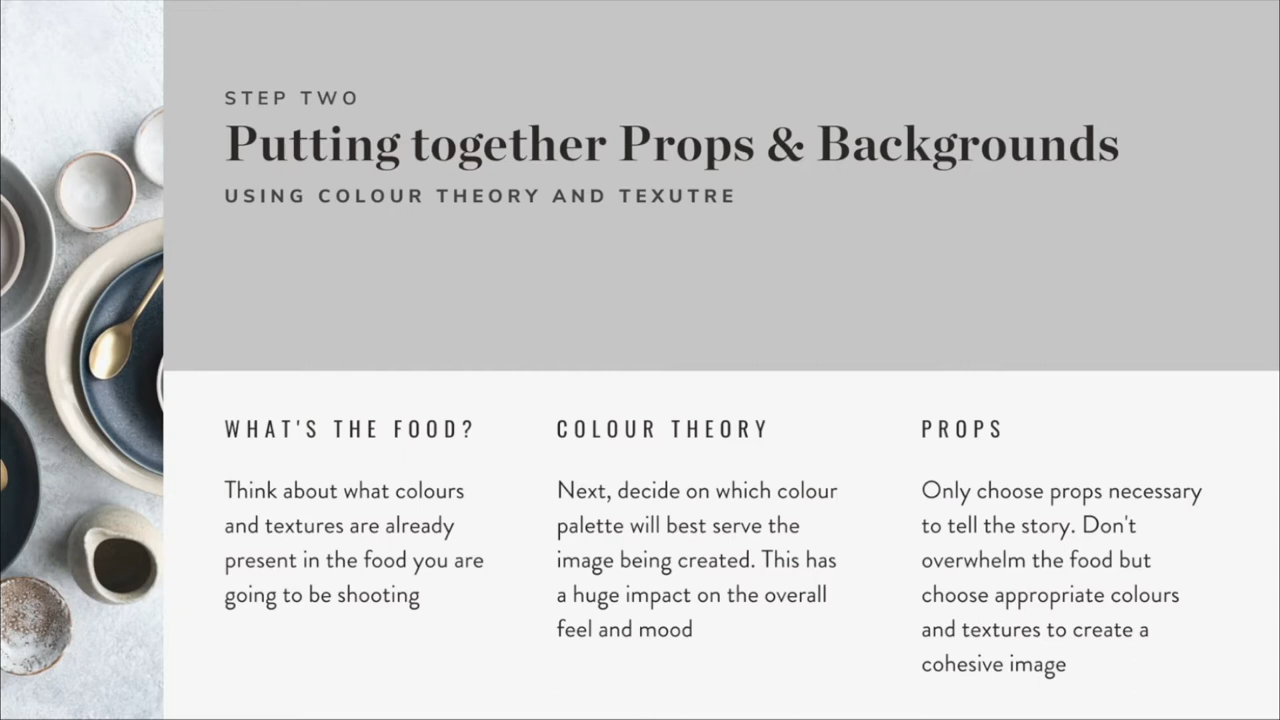 STEP TWO
Putting together Props & Backgrounds
USING COLOUR THEORY AND TEXUTRE
WHAT'S THE FOOD?
Think about what colours
and textures are already
present in the food you are
going to be shooting
COLOUR THEORY
Next, decide on which colour
palette will best serve the
image being created. This has
a huge impact on the overall
feel and mood
PROPS
Only choose props necessary
to tell the story. Don't
overwhelm the food but
choose appropriate colours
and textures to create a
cohesive image